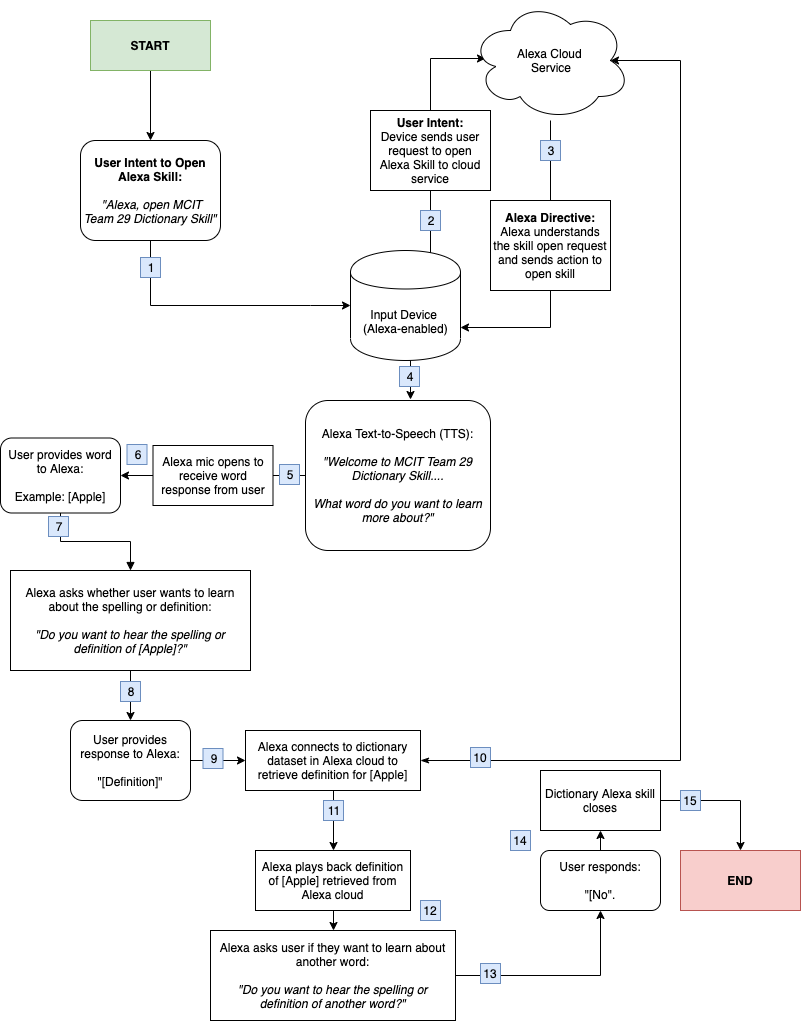 START
Alexa Cloud
Service
User Intent:
Device sends user
request to open
Alexa Skill to cloud
service
User Intent to Open
Alexa Skill:
"Alexa, open MCIT
Team 29 Dictionary Skill"
3
2
Alexa Directive:
Alexa understands
the skill open request
and sends action to
open skill
1
Input Device
(Alexa-enabled)
4
Alexa Text-to-Speech (TTS):
"Welcome to MCIT Team 29
Dictionary Skill....
What word do you want to learn
more about?"
5
Alexa mic opens to
receive word
response from user
6
User provides word
to Alexa:
Example: [Apple]
7
Alexa asks whether user wants to learn
about the spelling or definition:
"Do you want to hear the spelling or
definition of [Apple]?"
8
User provides
response to Alexa:
"[Definition]"
9
Alexa connects to dictionary
dataset in Alexa cloud to
retrieve definition for [Apple]
10
11
Alexa plays back definition
of [Apple] retrieved from
Alexa cloud
12
Alexa asks user if they want to learn about
another word:
"Do you want to hear the spelling or
definition of another word?"
13
User responds:
"[No".
14
Dictionary Alexa skill
closes
15
END